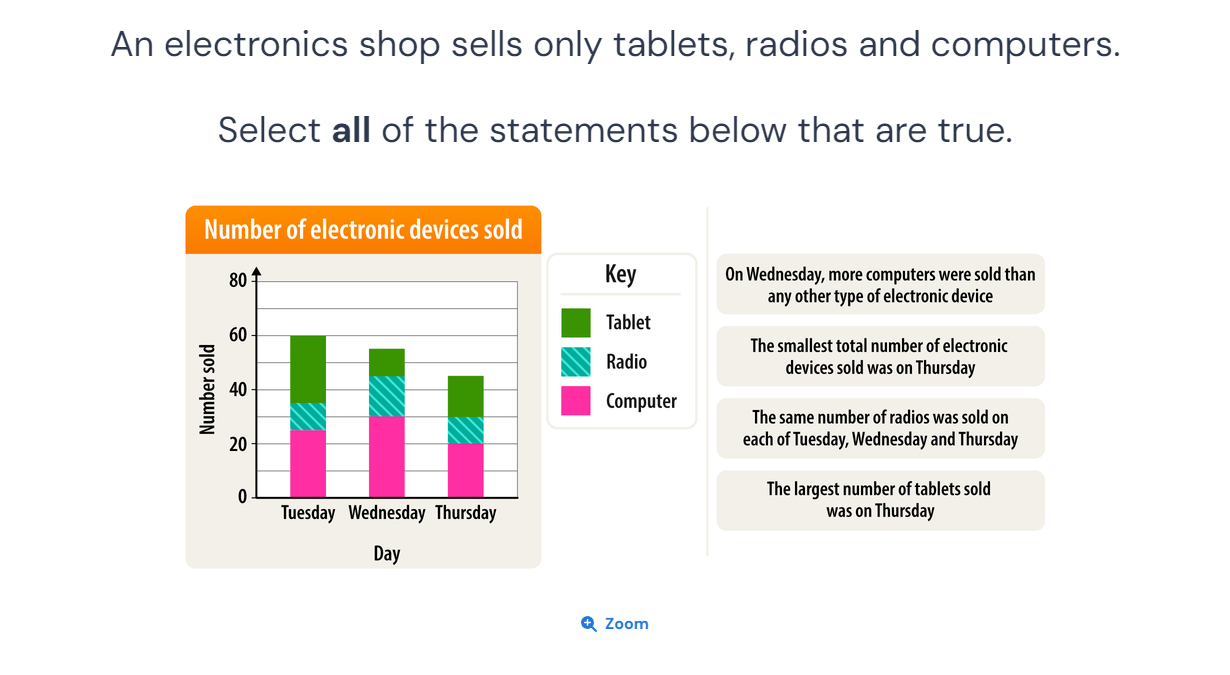 An electronics shop sells only tablets, radios and computers.
Select all of the statements below that are true.
Number of electronic devices sold
80
60
40
20
0
Number sold
Tuesday Wednesday Thursday
Day
Key
Tablet
Radio
Computer
On Wednesday, more computers were sold than
any other type of electronic device
The smallest total number of electronic
devices sold was on Thursday
The same number of radios was sold on
each of Tuesday, Wednesday and Thursday
The largest number of tablets sold
was on Thursday
Zoom